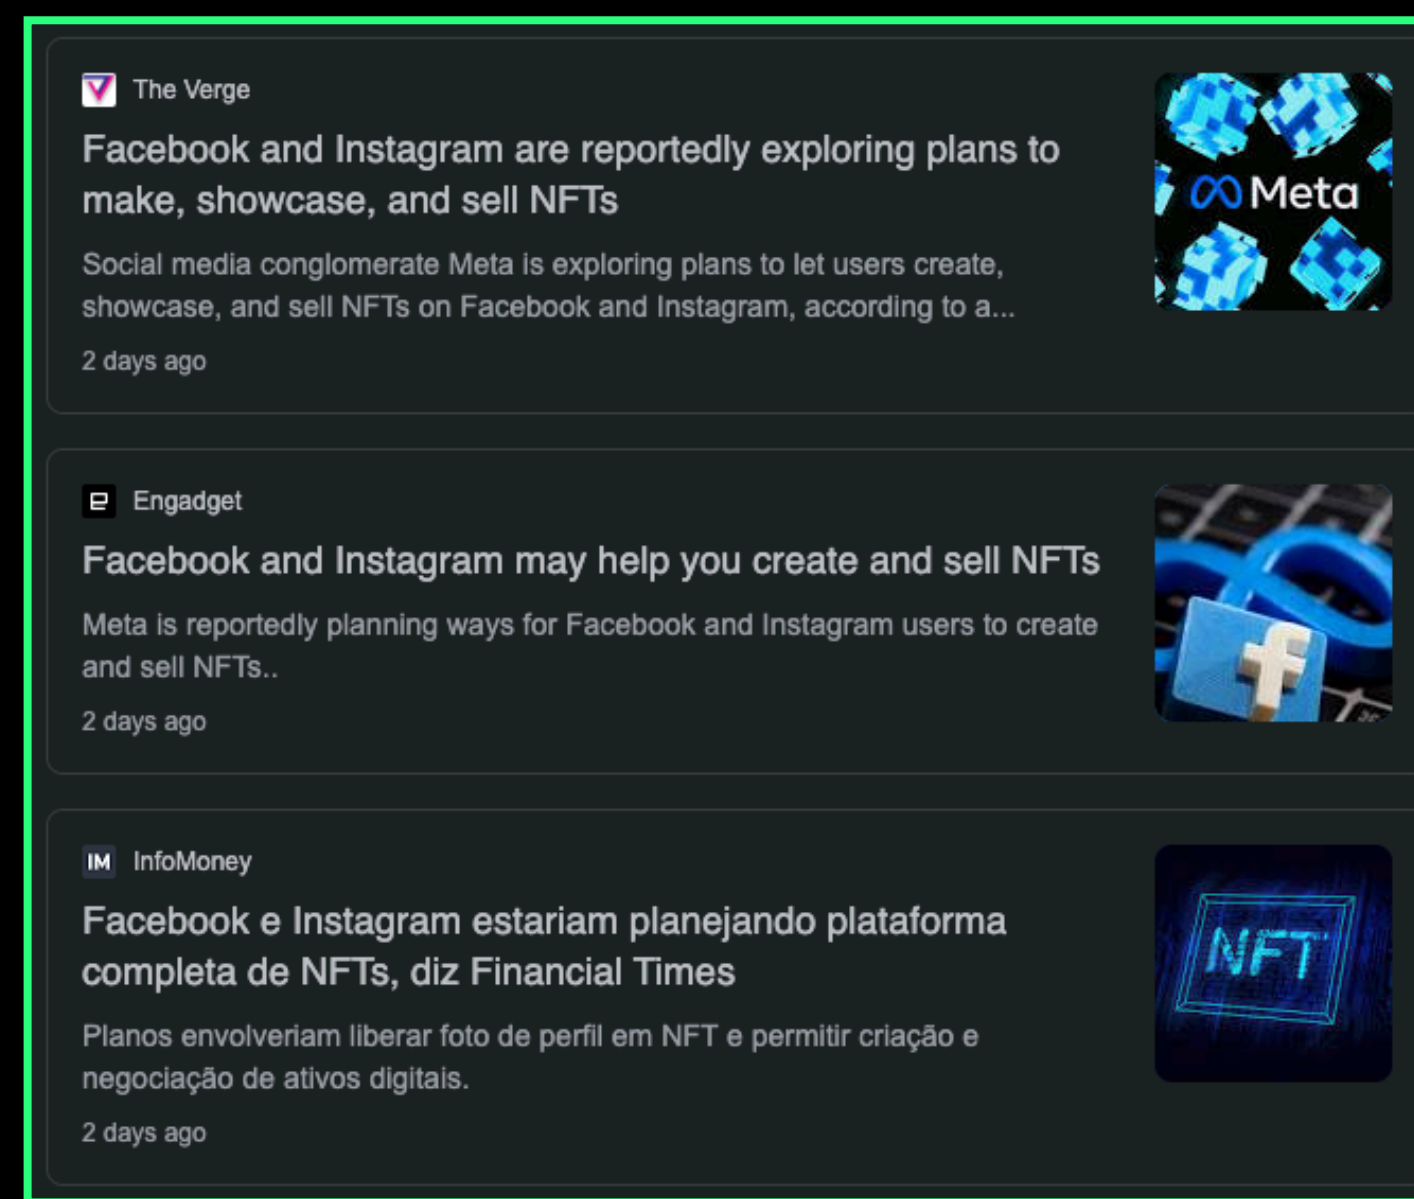 The Verge
Facebook and Instagram are reportedly exploring plans to
make, showcase, and sell NFTs
Social media conglomerate Meta is exploring plans to let users create,
showcase, and sell NFTs on Facebook and Instagram, according to a...
2 days ago
Meta
Engadget
Facebook and Instagram may help you create and sell NFTs
Meta is reportedly planning ways for Facebook and Instagram users to create
and sell NFTs..
2 days ago
f
IM InfoMoney
Facebook e Instagram estariam planejando plataforma
completa de NFTs, diz Financial Times
Planos envolveriam liberar foto de perfil em NFT e permitir criação e
negociação de ativos digitais.
2 days ago
NFT